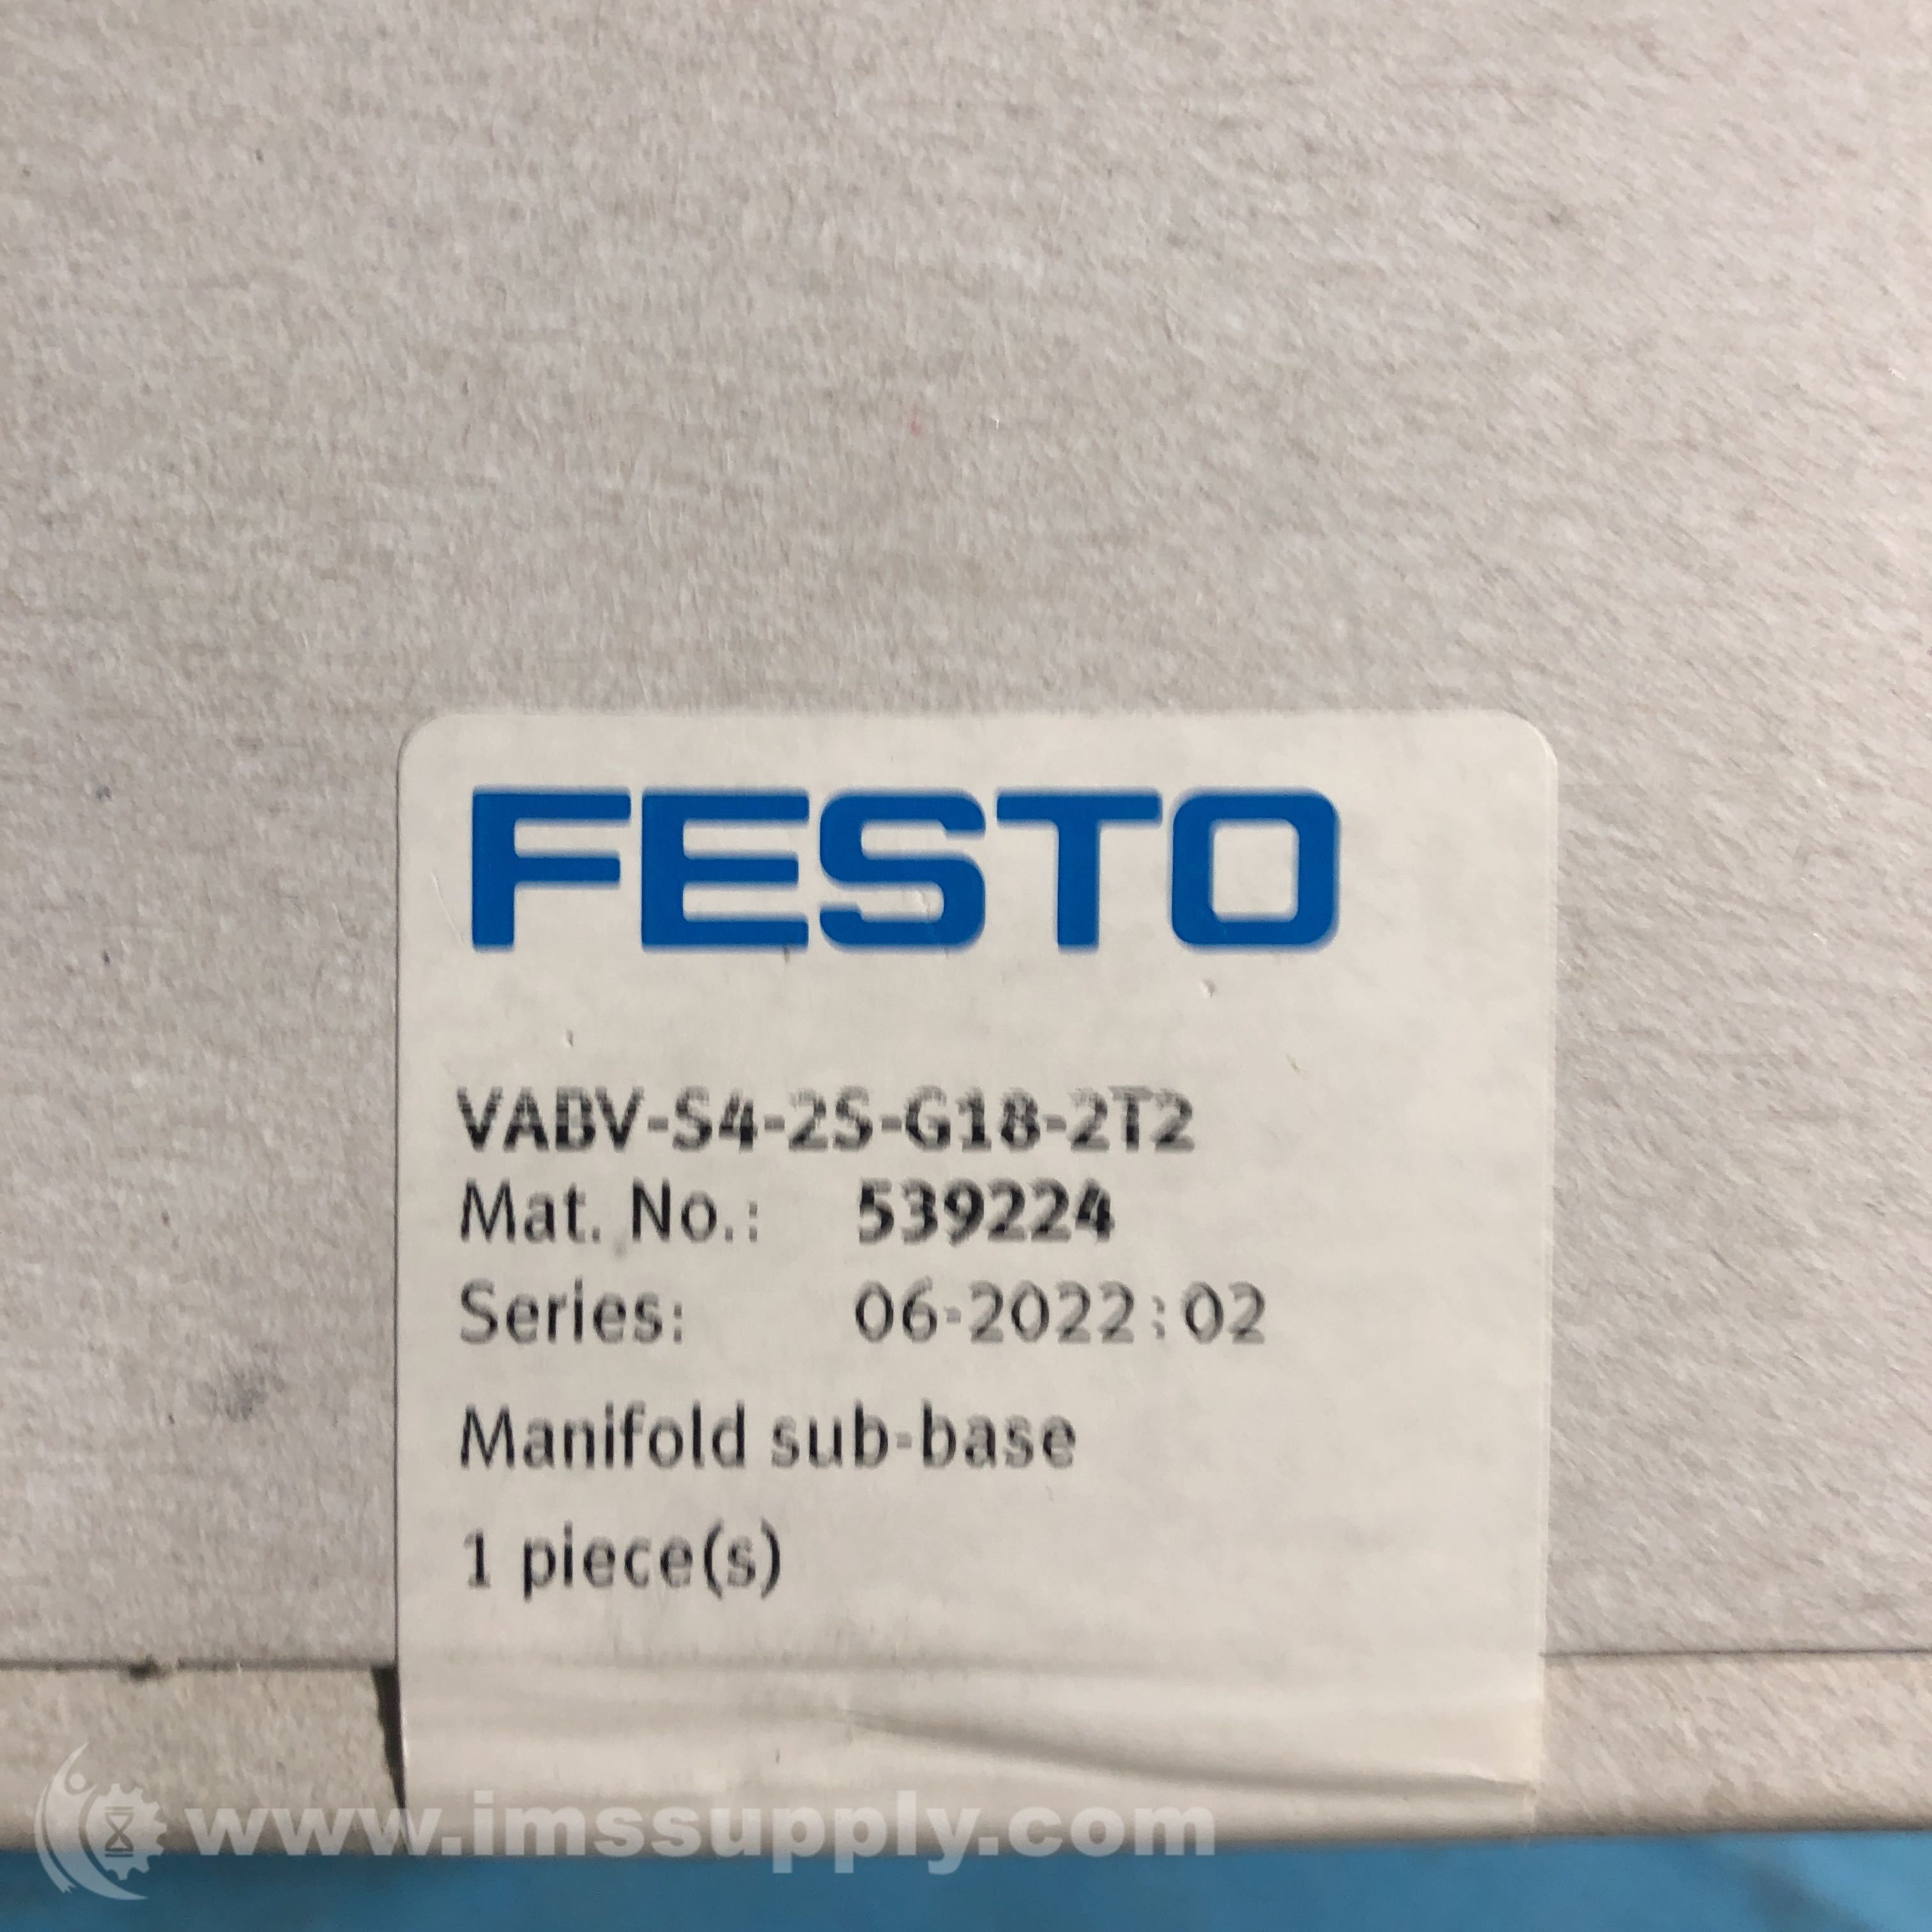 FESTO
VABV-S4-2S-G18-2T2
Mat. No.: 539224
Series: 06-2022:02
Manifold sub-base
1 piece(s)
www.imssupply.com